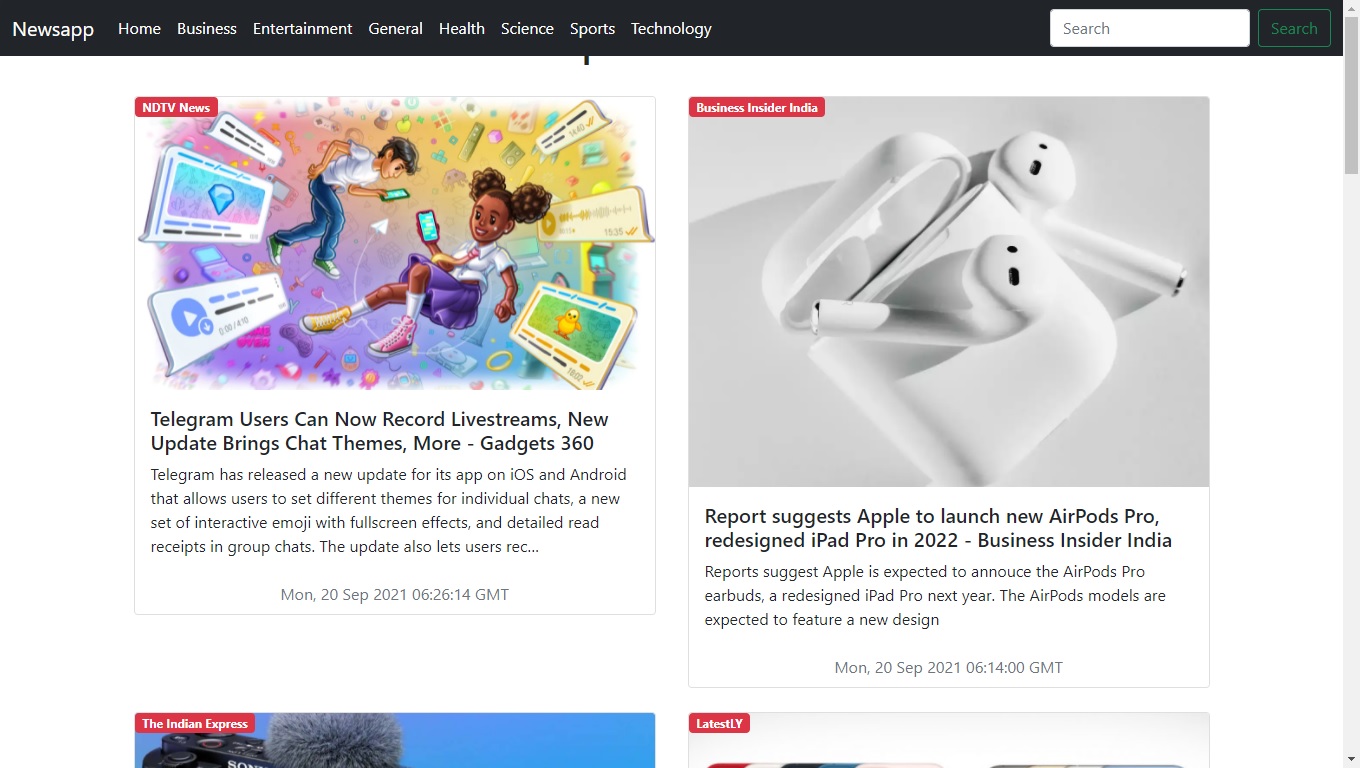 Newsapp Home Business Entertainment General Health Science Sports Technology Search Search
NDTV News
Telegram Users Can Now Record Livestreams, New
Update Brings Chat Themes, More - Gadgets 360
Telegram has released a new update for its app on iOS and Android
that allows users to set different themes for individual chats, a new
set of interactive emoji with fullscreen effects, and detailed read
receipts in group chats. The update also lets users rec...
Mon, 20 Sep 2021 06:26:14 GMT
Business Insider India
Report suggests Apple to launch new AirPods Pro,
redesigned iPad Pro in 2022 - Business Insider India
Reports suggest Apple is expected to annouce the AirPods Pro
earbuds, a redesigned iPad Pro next year. The AirPods models are
expected to feature a new design
Mon, 20 Sep 2021 06:14:00 GMT
The Indian Express
SONY
LatestLY